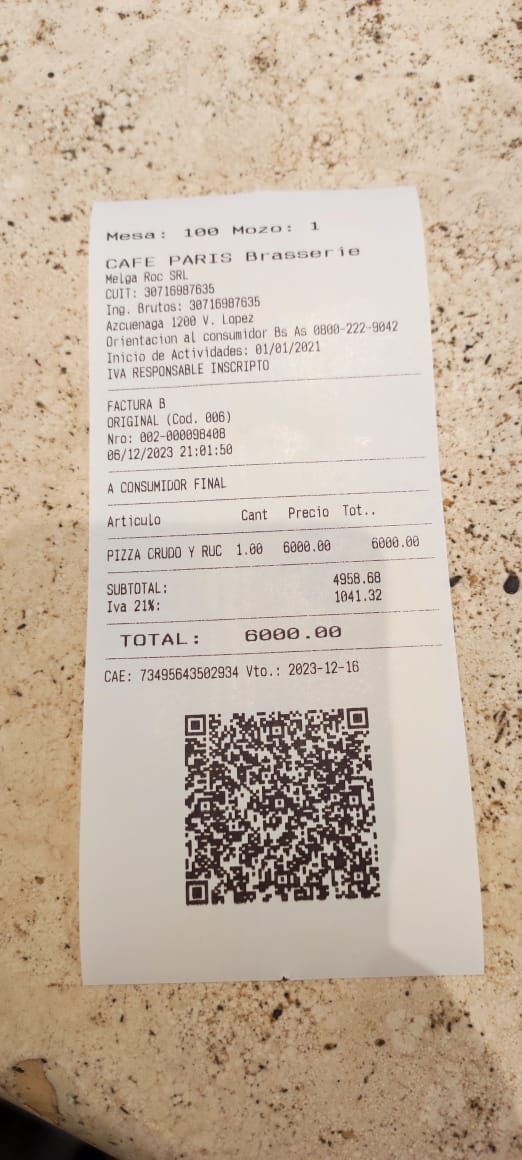 Mesa: 100 Mozo: 1
CAFE PARIS Brasserie
Melga Roc SRL
CUIT: 30716987635
Ing. Brutos: 30716987635
Azcuenaga 1200 V. Lopez
Orientacion al consumidor Bs As 0800-222-9042
Inicio de Actividades: 01/01/2021
IVA RESPONSABLE INSCRIPTO
FACTURA B
ORIGINAL (Cod. 006)
Nro: 002-000098408
06/12/2023 21:01:50
A CONSUMIDOR FINAL
Articulo Cant Precio Tot..
PIZZA CRUDO Y RUC 1.00 6000.00 6000.00
SUBTOTAL: 4958.68
Iva 21%: 1041.32
TOTAL: 6000.00
CAE: 73495643502934 Vto.: 2023-12-16